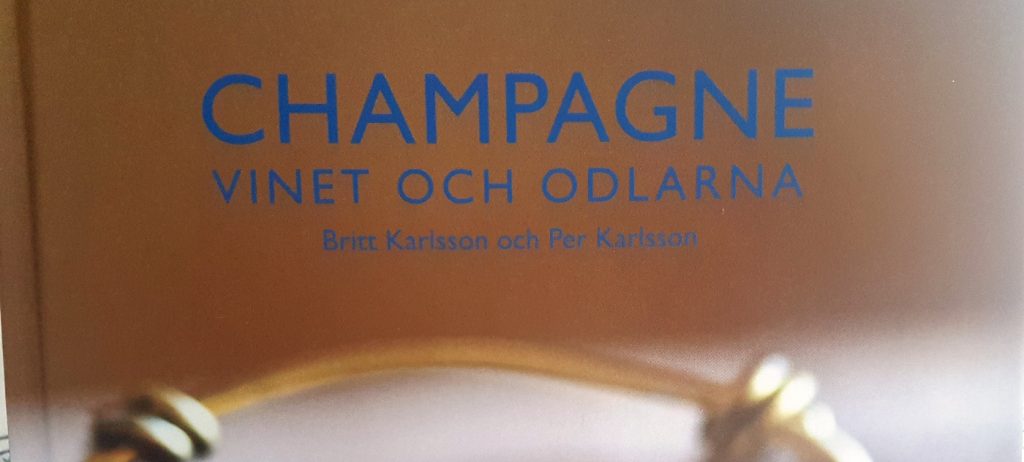 CHAMPAGNE
VINET OCH ODLARNA
Britt Karlsson och Per Karlsson